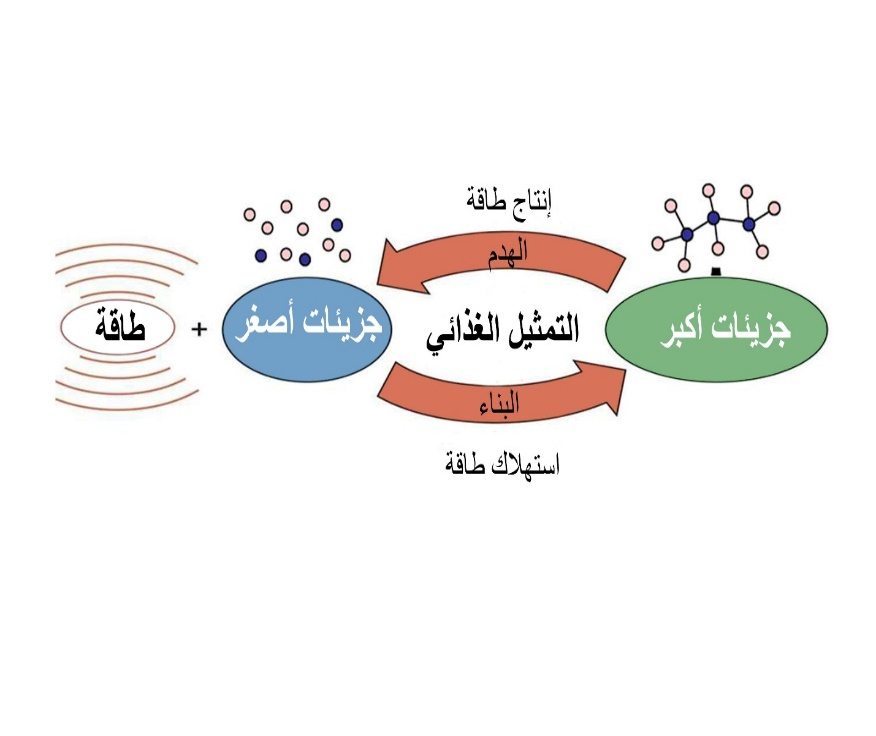 إنتاج طاقة
الهدم
جزيئات أكبر
التمثيل الغذائي
جزيئات أصغر
+
طاقة
البناء
استهلاك طاقة